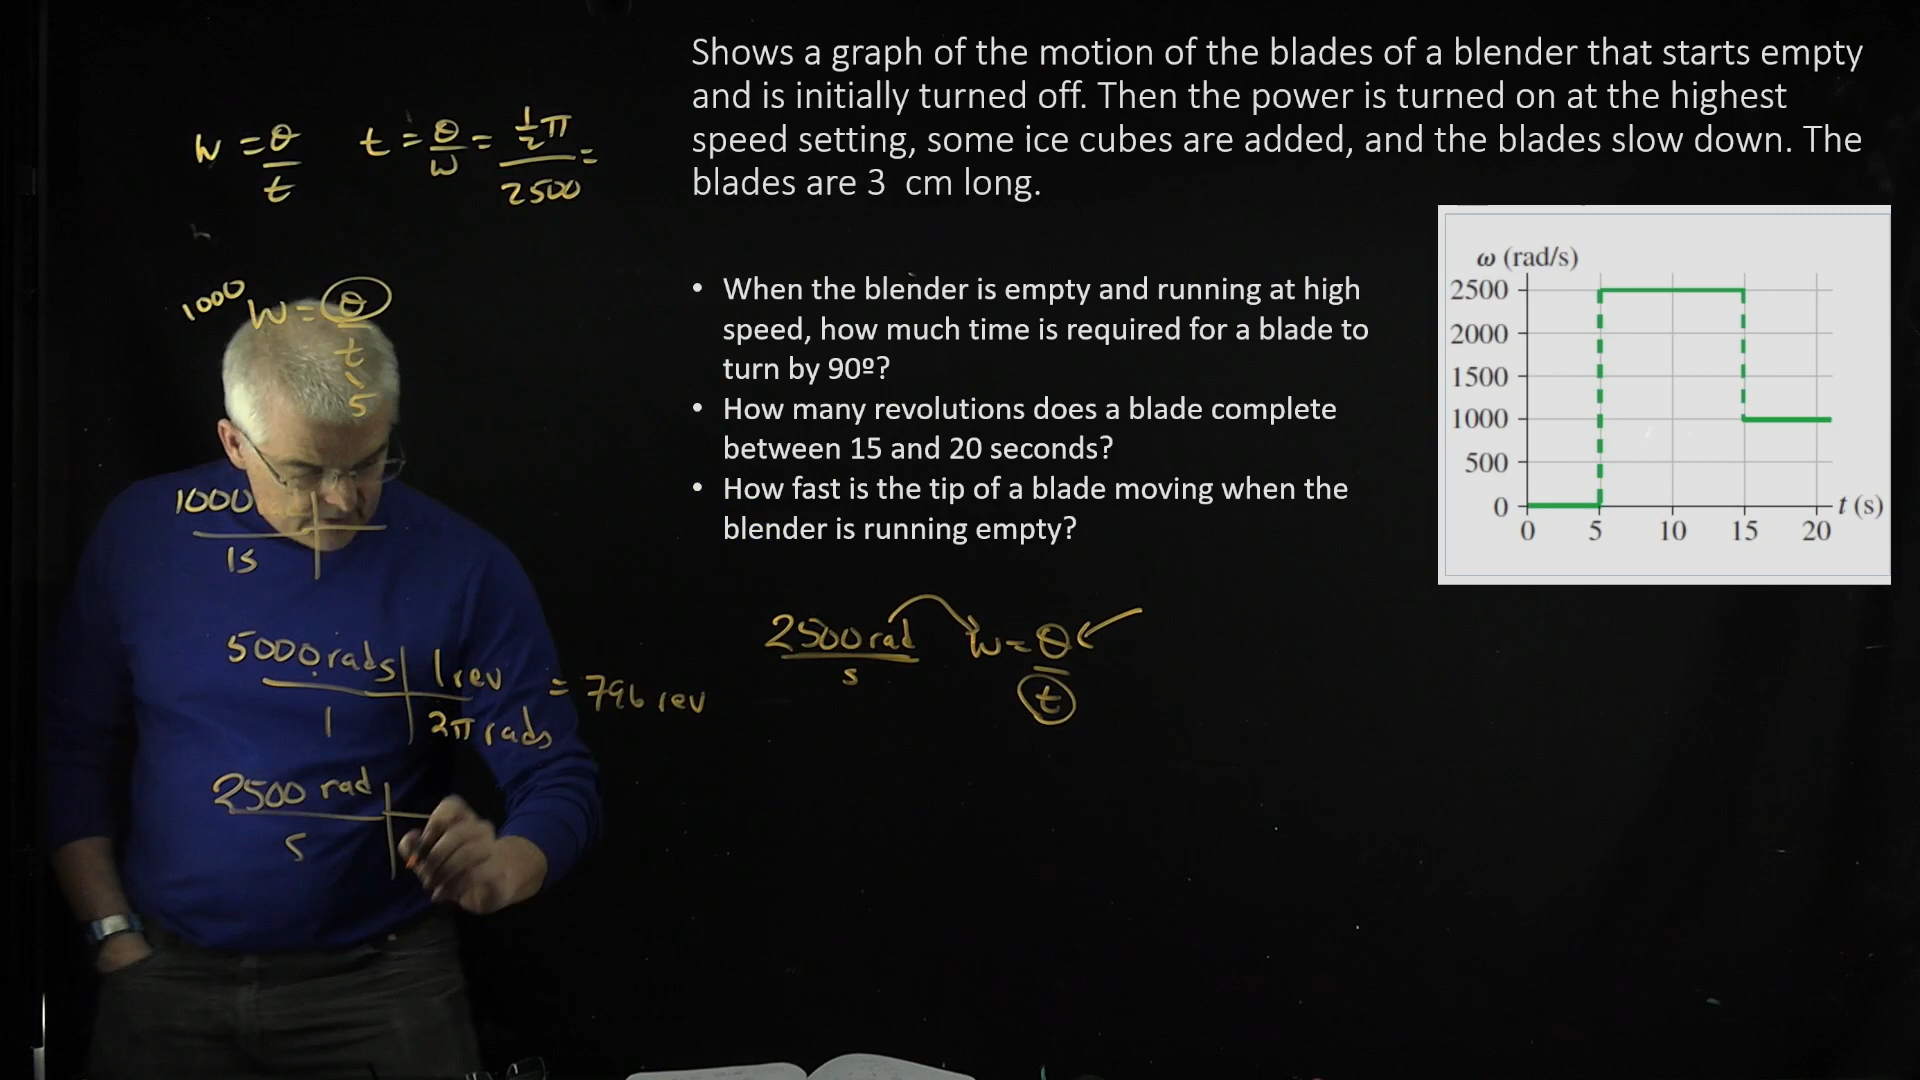 Shows a graph of the motion of the blades of a blender that starts empty
and is initially turned off. Then the power is turned on at the highest
speed setting, some ice cubes are added, and the blades slow down. The
blades are 3 cm long.
• When the blender is empty and running at high
speed, how much time is required for a blade to
turn by 90º?
• How many revolutions does a blade complete
between 15 and 20 seconds?
• How fast is the tip of a blade moving when the
blender is running empty?
ω (rad/s)
2500
2000
1500
1000
500
0
0 5 10 15 20 t (s)
w = θ/t t = θ/w = ½π/2500 =
1000 w = θ/t
5
1000
1s
5000 rads | 1 rev = 796 rev
1 | 2π rads
2500 rad
s
2500 rad w = θ
s t